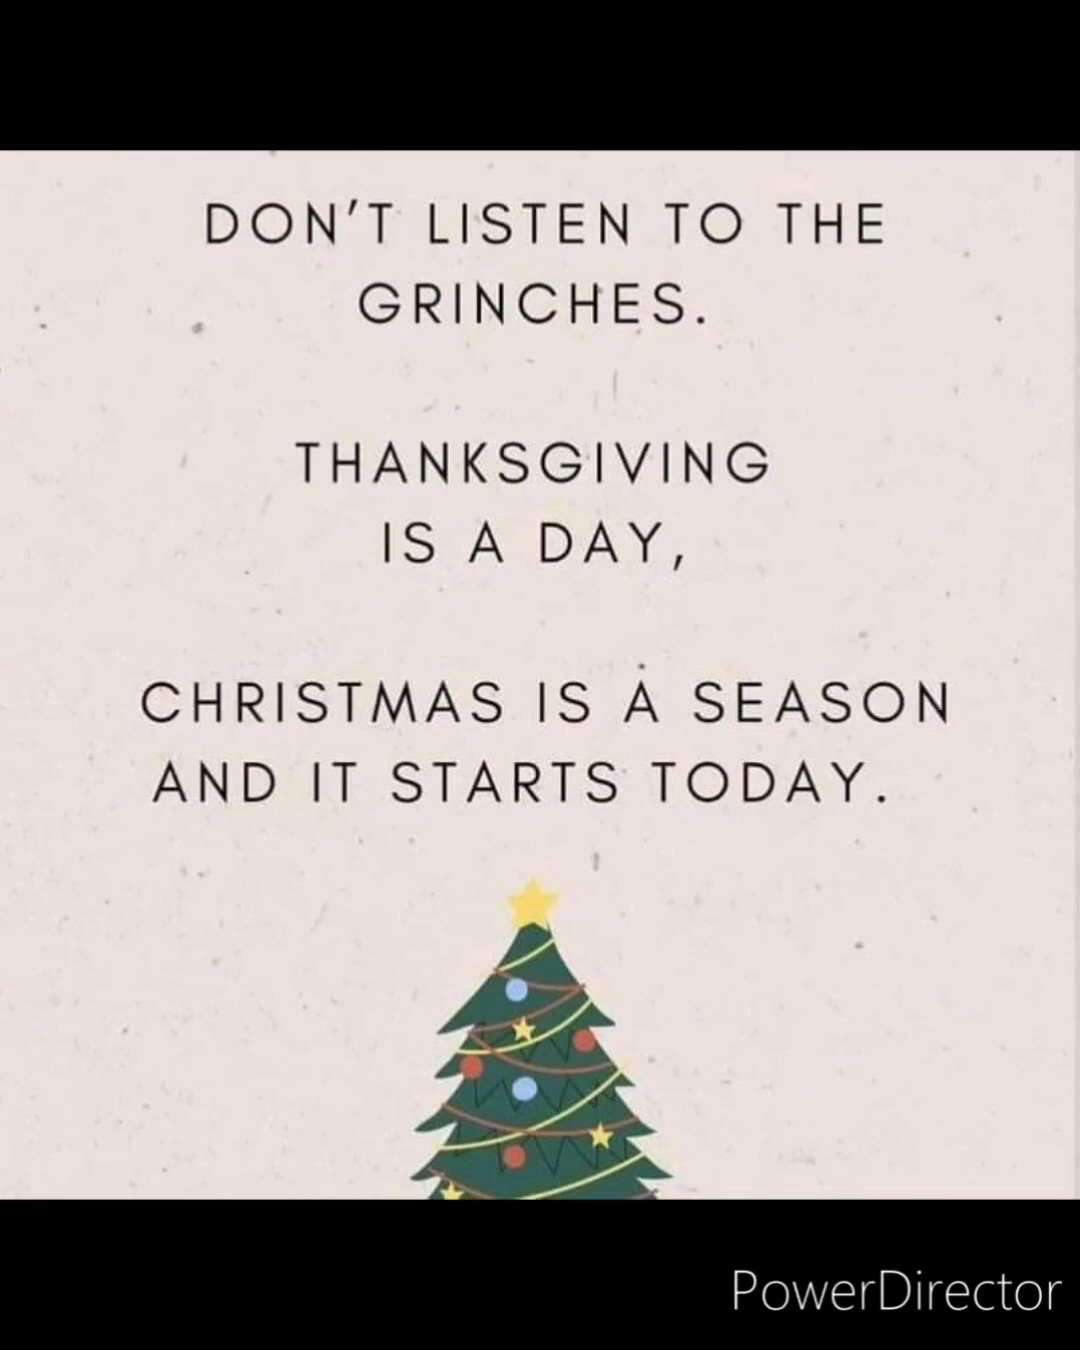 DON'T LISTEN TO THE
GRINCHES.
THANKSGIVING
IS A DAY,
CHRISTMAS IS A SEASON
AND IT STARTS TODAY.
PowerDirector